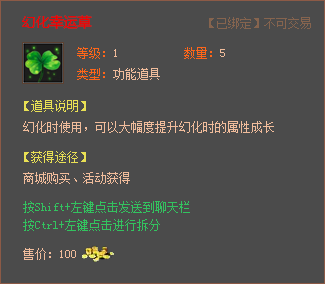 幻化幸运草
【已绑定】不可交易
等级：1 数量：5
类型：功能道具
【道具说明】
幻化时使用，可以大幅度提升幻化时的属性成长
【获得途径】
商城购买、活动获得
按Shift+左键点击发送到聊天栏
按Ctrl+左键点击进行拆分
售价：100